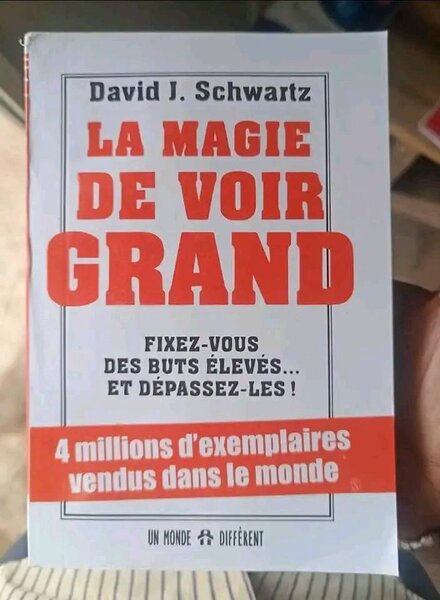 David J. Schwartz
LA MAGIE
DE VOIR
GRAND
FIXEZ-VOUS
DES BUTS ÉLEVÉS...
ET DÉPASSEZ-LES !
4 millions d'exemplaires
vendus dans le monde
UN MONDE DIFFÉRENT